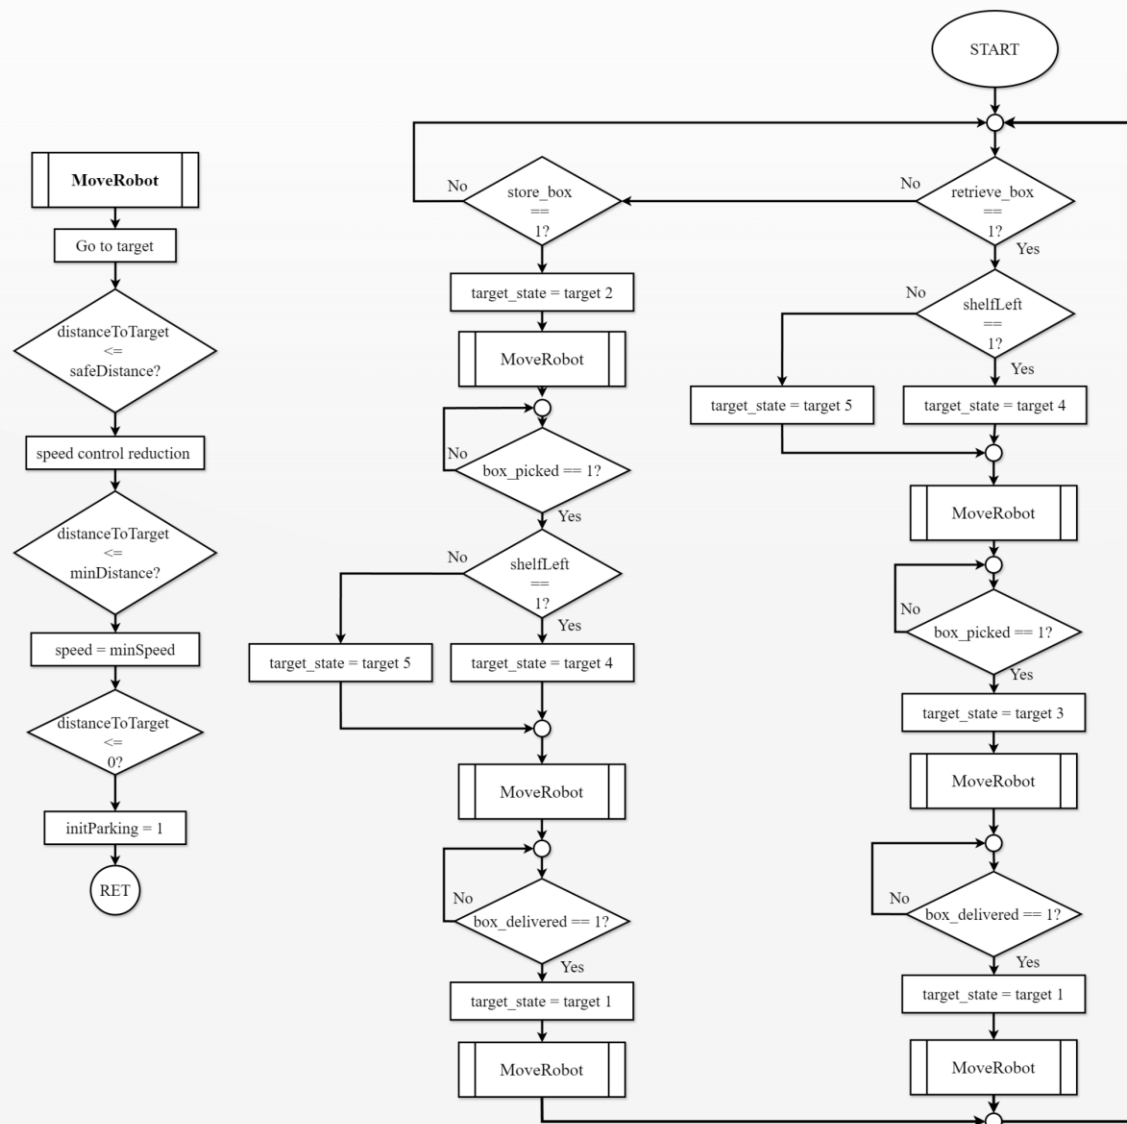 START
MoveRobot
Go to target
distanceToTarget
<=
safeDistance?
speed control reduction
distanceToTarget
<=
minDistance?
speed = minSpeed
distanceToTarget
<=
0?
initParking = 1
RET
No
store_box
==
1?
target_state = target 2
MoveRobot
No
box_picked == 1?
Yes
No
shelfLeft
==
1?
Yes
target_state = target 5
target_state = target 4
MoveRobot
No
box_delivered == 1?
Yes
target_state = target 1
MoveRobot
No
retrieve_box
==
1?
Yes
No
shelfLeft
==
1?
Yes
target_state = target 5
target_state = target 4
MoveRobot
No
box_picked == 1?
Yes
target_state = target 3
MoveRobot
No
box_delivered == 1?
Yes
target_state = target 1
MoveRobot